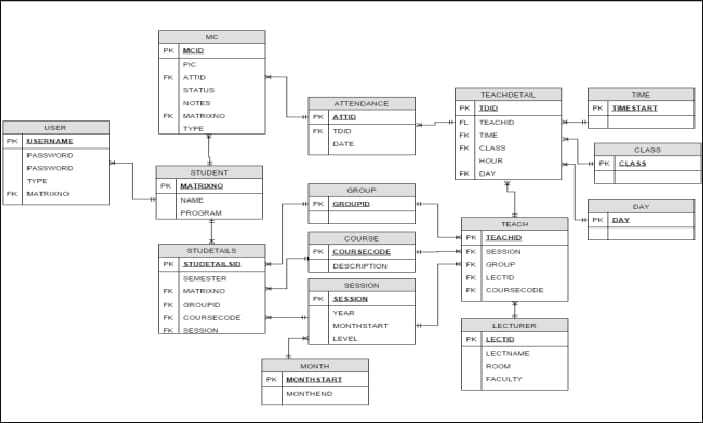 MC
PK MCID
PIC
FK ATTID
STATUS
NOTES
FK MATRIXNO
TYPE
ATTENDANCE
PK ATTID
FK TDID
DATE
TEACHDETAIL
PK TDID
FL TEACHID
FK TIME
FK CLASS
HOUR
FK DAY
TIME
PK TIMESTART
CLASS
PK CLASS
DAY
PK DAY
USER
PK USERNAME
PASSWORD
PASSWORD
TYPE
FK MATRIXNO
STUDENT
PK MATRIXNO
NAME
PROGRAM
GROUP
PK GROUPID
TEACH
PK TEACHID
FK SESSION
FK GROUP
FK LECTID
FK COURSECODE
STUDETAILS
PK STUDETAILSID
SEMESTER
FK MATRIXNO
FK GROUPID
FK COURSECODE
FK SESSION
COURSE
PK COURSECODE
DESCRIPTION
SESSION
PK SESSION
YEAR
MONTHSTART
LEVEL
LECTURER
PK LECTID
LECTNAME
ROOM
FACULTY
MONTH
PK MONTHSTART
MONTHEND